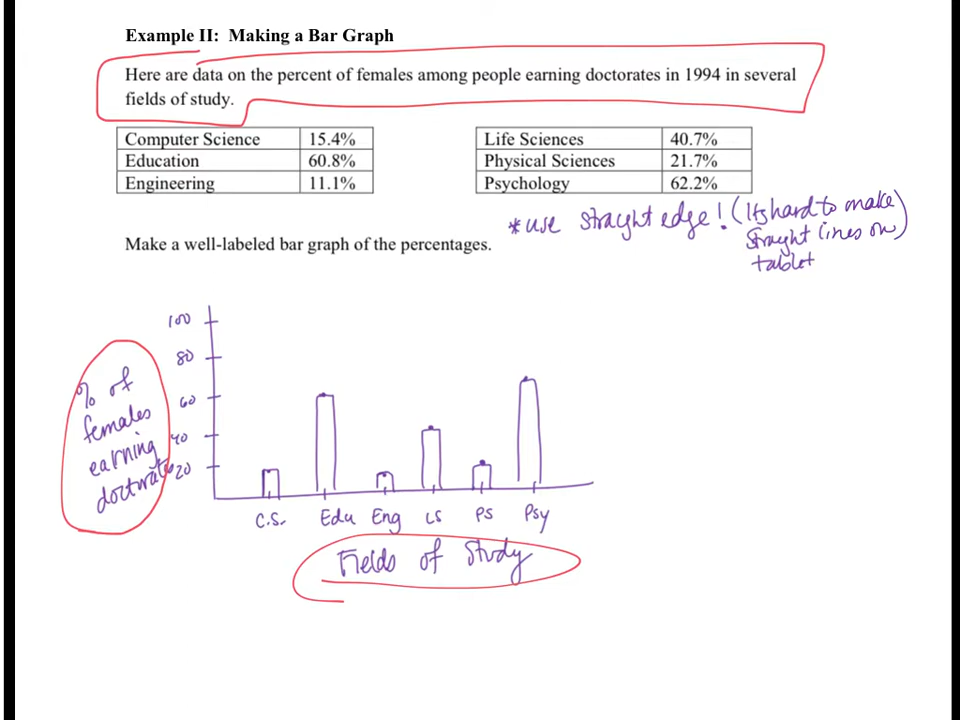 Example II: Making a Bar Graph
Here are data on the percent of females among people earning doctorates in 1994 in several
fields of study.
Computer Science 15.4%
Education 60.8%
Engineering 11.1%
Life Sciences 40.7%
Physical Sciences 21.7%
Psychology 62.2%
*use straght edge! (Its hard to make
straght lines on)
tablet
Make a well-labeled bar graph of the percentages.
100
80
60
40
20
% of
females
earning
doctorates
C.S. Edu Eng LS PS Psy
Fields of Study